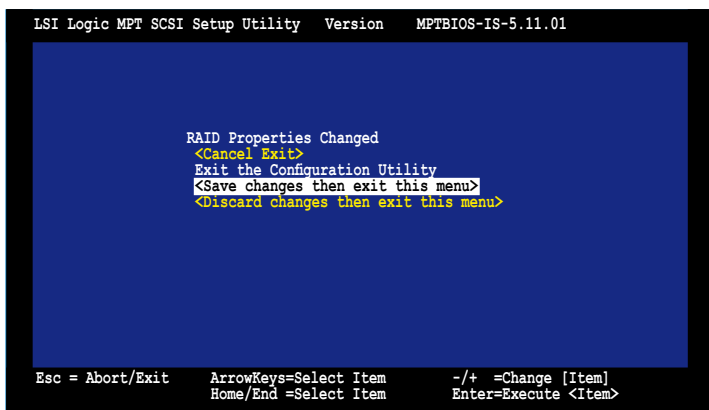 LSI Logic MPT SCSI Setup Utility Version MPTBIOS-IS-5.11.01
RAID Properties Changed
<Cancel Exit>
Exit the Configuration Utility
<Save changes then exit this menu>
<Discard changes then exit this menu>
Esc = Abort/Exit ArrowKeys=Select Item -/+ =Change [Item]
Home/End =Select Item Enter=Execute <Item>